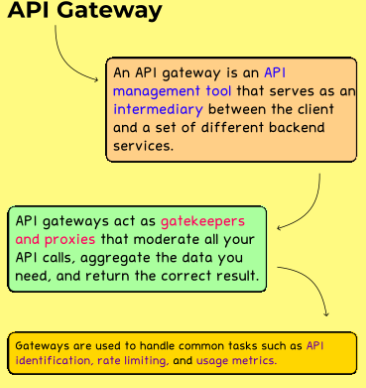 API Gateway
An API gateway is an API
management tool that serves as an
intermediary between the client
and a set of different backend
services.
API gateways act as gatekeepers
and proxies that moderate all your
API calls, aggregate the data you
need, and return the correct result.
Gateways are used to handle common tasks such as API
identification, rate limiting, and usage metrics.